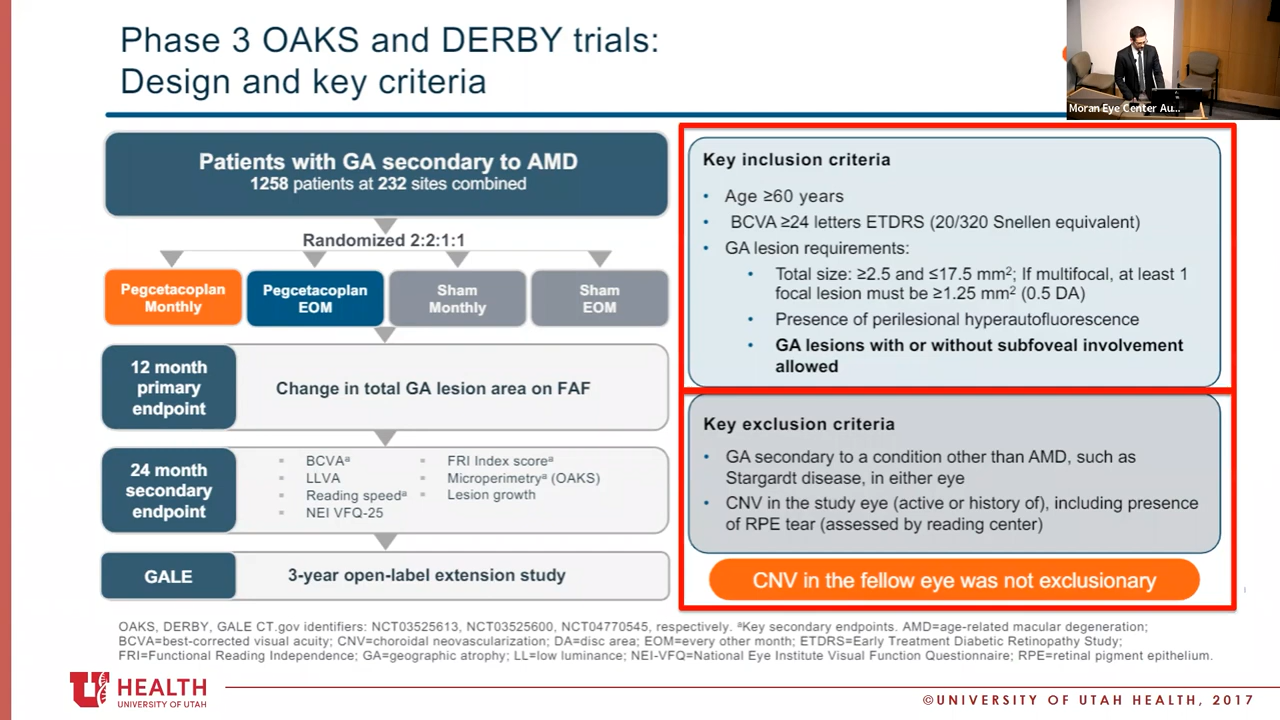 Phase 3 OAKS and DERBY trials:
Design and key criteria
Moran Eye Center Au...
Patients with GA secondary to AMD
1258 patients at 232 sites combined
Randomized 2:2:1:1
Pegcetacoplan
Monthly
Pegcetacoplan
EOM
Sham
Monthly
Sham
EOM
12 month
primary
endpoint
Change in total GA lesion area on FAF
24 month
secondary
endpoint
▪ BCVAᵃ
▪ LLVA
▪ Reading speedᵃ
▪ NEI VFQ-25
▪ FRI Index scoreᵃ
▪ Microperimetryᵃ (OAKS)
▪ Lesion growth
GALE
3-year open-label extension study
Key inclusion criteria
• Age ≥60 years
• BCVA ≥24 letters ETDRS (20/320 Snellen equivalent)
• GA lesion requirements:
• Total size: ≥2.5 and ≤17.5 mm²; If multifocal, at least 1
focal lesion must be ≥1.25 mm² (0.5 DA)
• Presence of perilesional hyperautofluorescence
• GA lesions with or without subfoveal involvement
allowed
Key exclusion criteria
• GA secondary to a condition other than AMD, such as
Stargardt disease, in either eye
• CNV in the study eye (active or history of), including presence
of RPE tear (assessed by reading center)
CNV in the fellow eye was not exclusionary
OAKS, DERBY, GALE CT.gov identifiers: NCT03525613, NCT03525600, NCT04770545, respectively. ᵃKey secondary endpoints. AMD=age-related macular degeneration;
BCVA=best-corrected visual acuity; CNV=choroidal neovascularization; DA=disc area; EOM=every other month; ETDRS=Early Treatment Diabetic Retinopathy Study;
FRI=Functional Reading Independence; GA=geographic atrophy; LL=low luminance; NEI-VFQ=National Eye Institute Visual Function Questionnaire; RPE=retinal pigment epithelium.
U HEALTH
UNIVERSITY OF UTAH
©UNIVERSITY OF UTAH HEALTH, 2017